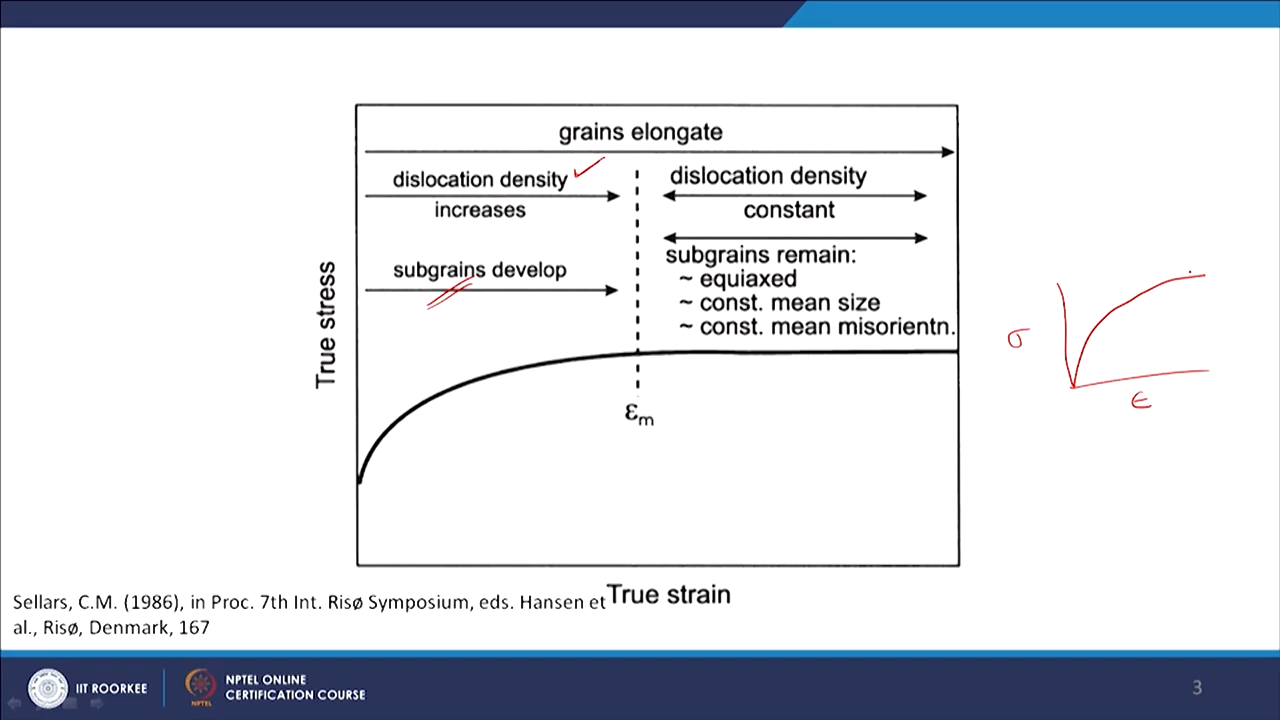 grains elongate
dislocation density
increases
subgrains develop
dislocation density
constant
subgrains remain:
~ equiaxed
~ const. mean size
~ const. mean misorientn.
True stress
εm
True strain
σ
ϵ
Sellars, C.M. (1986), in Proc. 7th Int. Risø Symposium, eds. Hansen et
al., Risø, Denmark, 167
IIT ROORKEE
NPTEL
NPTEL ONLINE
CERTIFICATION COURSE
3